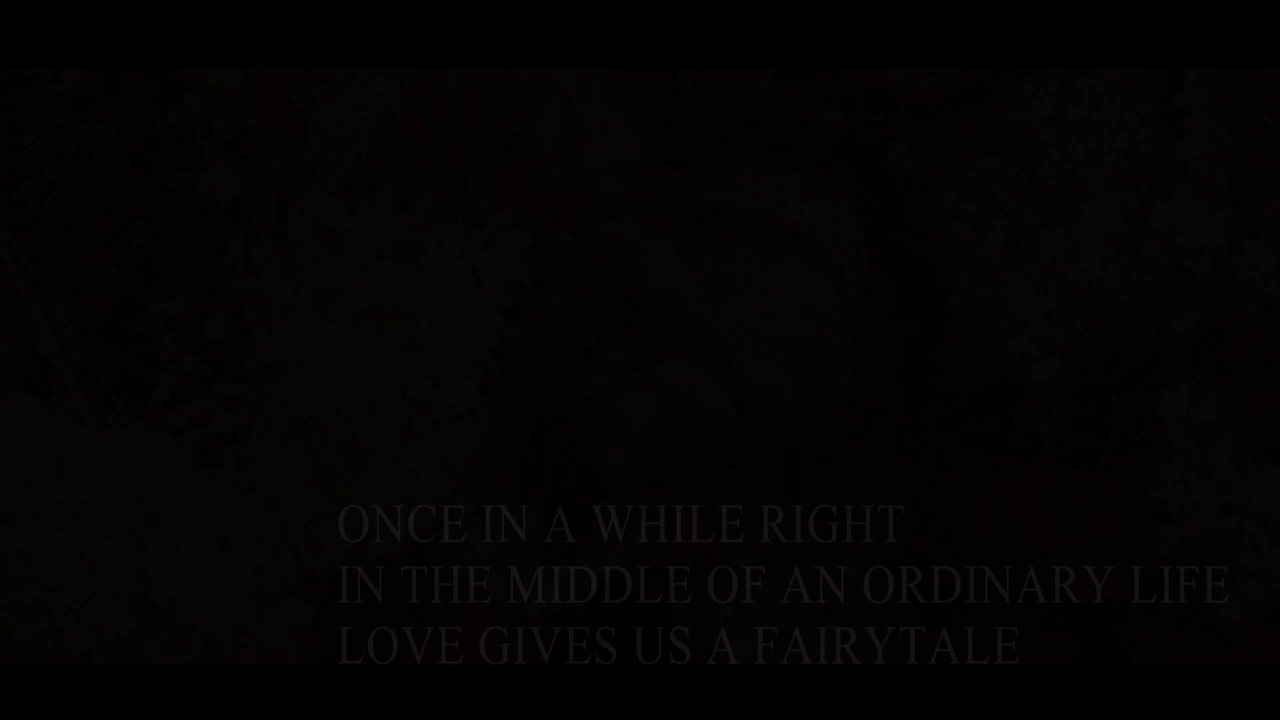 ONCE IN A WHILE RIGHT
IN THE MIDDLE OF AN ORDINARY LIFE
LOVE GIVES US A FAIRYTALE